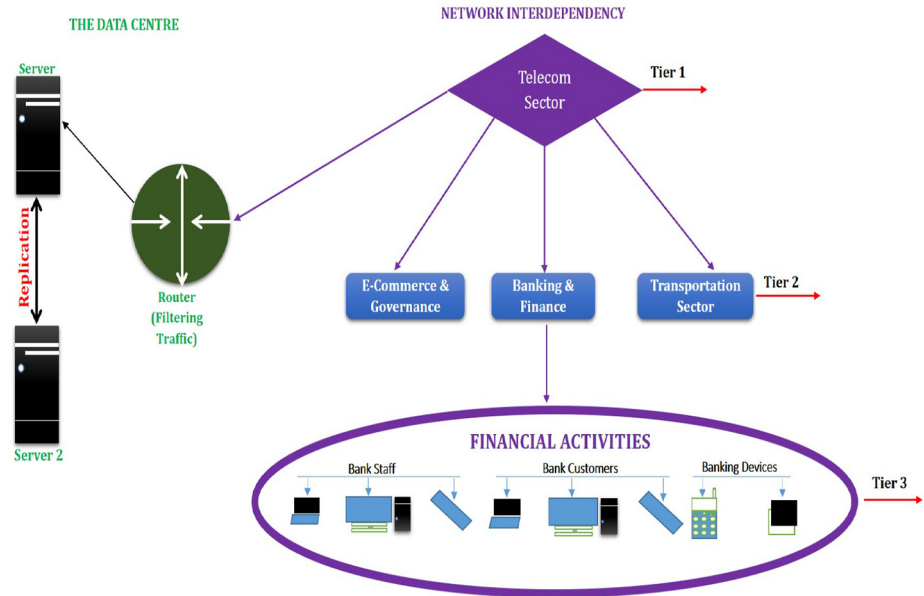 THE DATA CENTRE
NETWORK INTERDEPENDENCY
Server
Telecom
Sector
Tier 1
Replication
Router
(Filtering
Traffic)
E-Commerce &
Governance
Banking &
Finance
Transportation
Sector
Tier 2
Server 2
FINANCIAL ACTIVITIES
Bank Staff
Bank Customers
Banking Devices
Tier 3